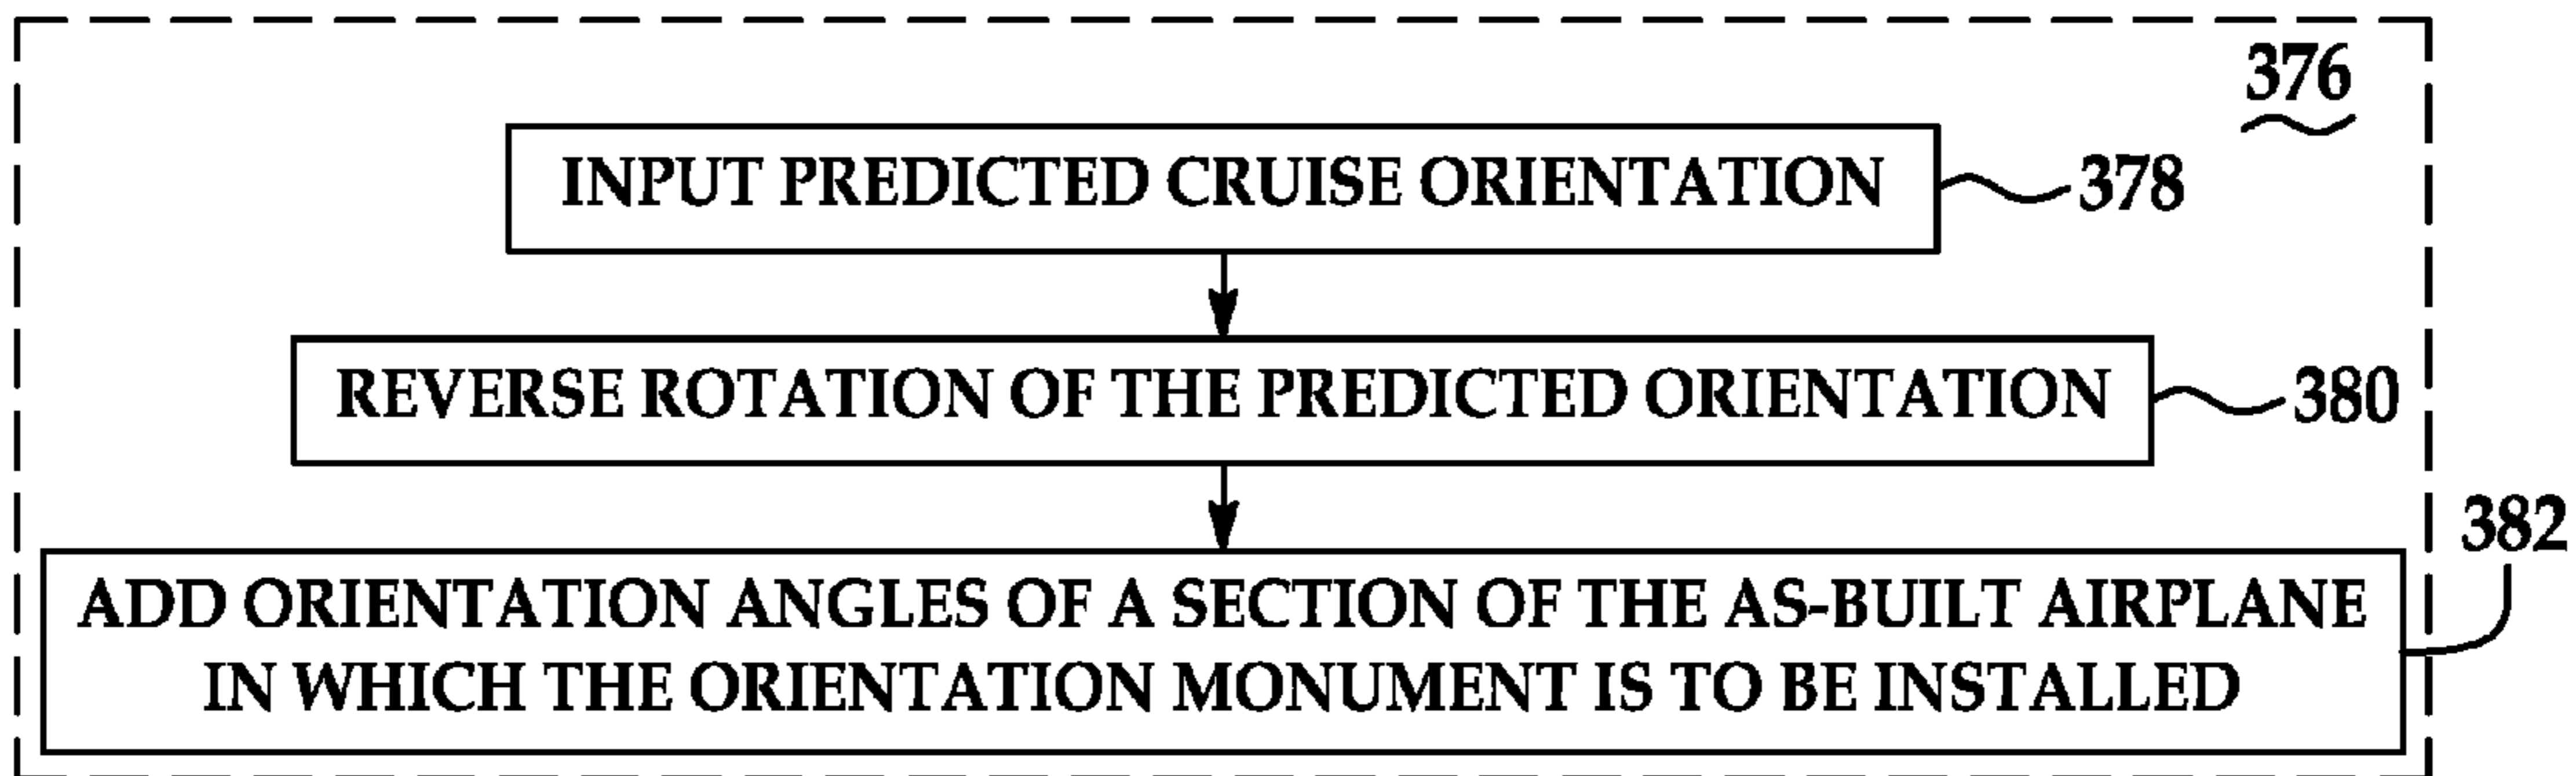 376
INPUT PREDICTED CRUISE ORIENTATION
378
REVERSE ROTATION OF THE PREDICTED ORIENTATION
380
382
ADD ORIENTATION ANGLES OF A SECTION OF THE AS-BUILT AIRPLANE
IN WHICH THE ORIENTATION MONUMENT IS TO BE INSTALLED